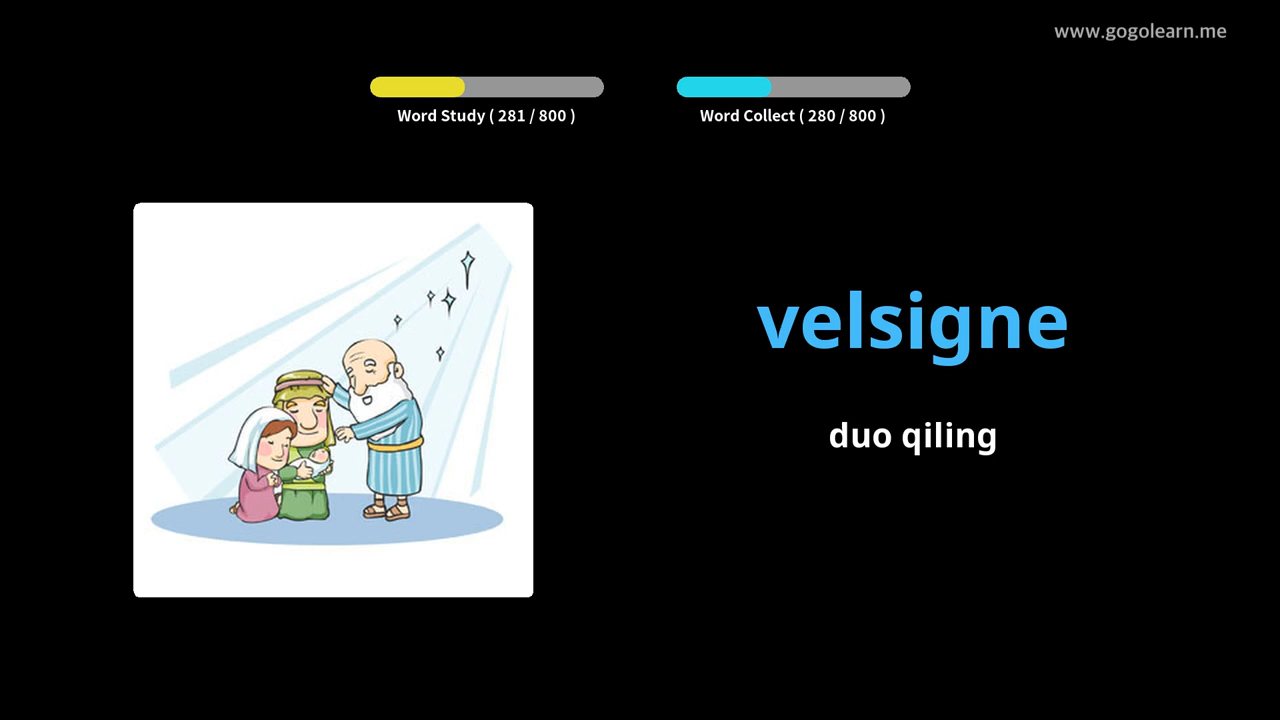 www.gogolearn.me
Word Study ( 281 / 800 )
Word Collect ( 280 / 800 )
velsigne
duo qiling